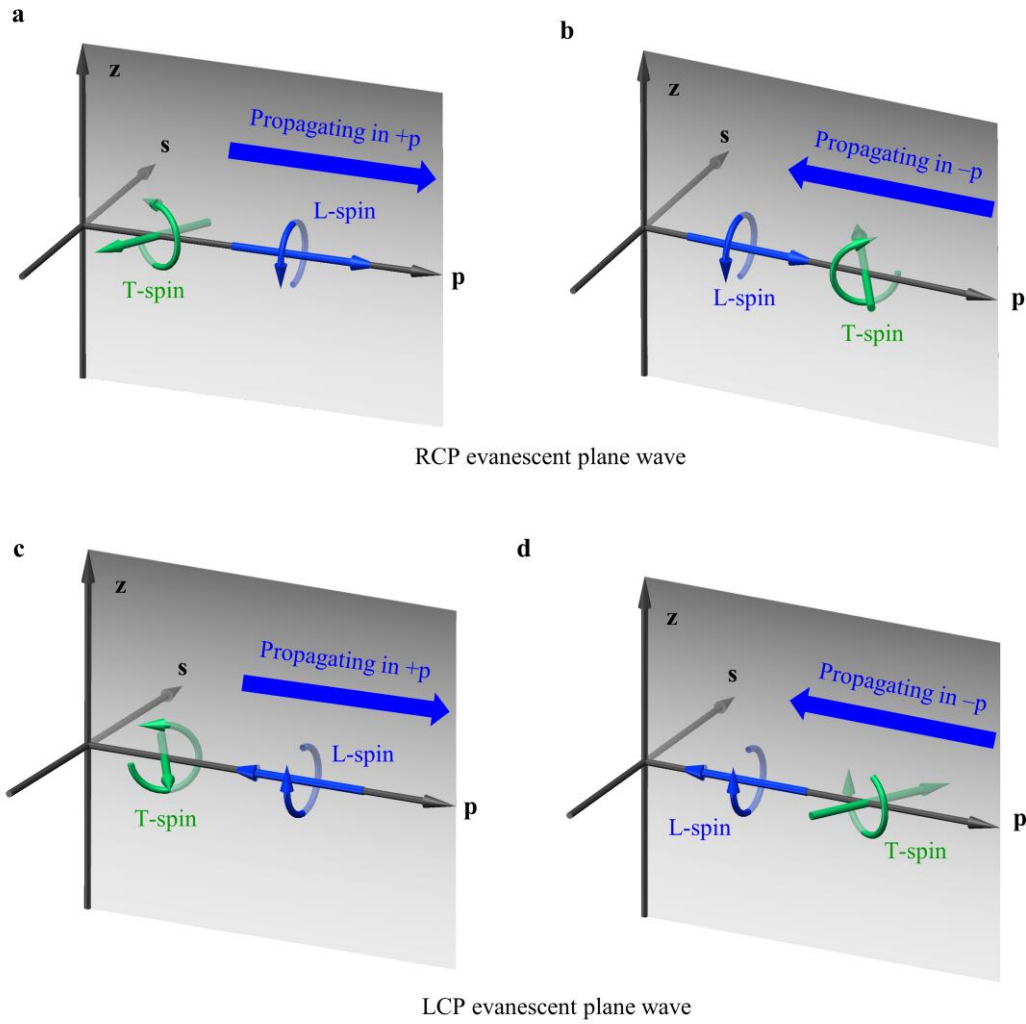 a
z
s
Propagating in +p
L-spin
T-spin
p
b
z
s
Propagating in –p
L-spin
T-spin
p
RCP evanescent plane wave
c
z
s
Propagating in +p
L-spin
T-spin
p
d
z
s
Propagating in –p
L-spin
T-spin
p
LCP evanescent plane wave